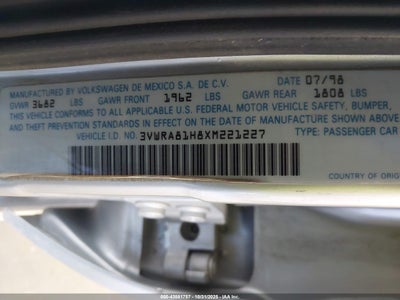 MANUFACTURED BY VOLKSWAGEN DE MEXICO S.A. DE C.V. DATE 07/98
GVWR 3682 LBS GAWR FRONT 1962 LBS GAWR REAR 1808 LBS
THIS VEHICLE CONFORMS TO ALL APPLICABLE U.S. FEDERAL MOTOR VEHICLE SAFETY, BUMPER,
AND THEFT PREVENTION STANDARDS IN EFFECT ON THE DATE OF MANUFACTURE SHOWN ABOVE.
VEHICLE I.D. NO. 3VWRA81H8XM221227 TYPE: PASSENGER CAR
COUNTRY OF ORIG